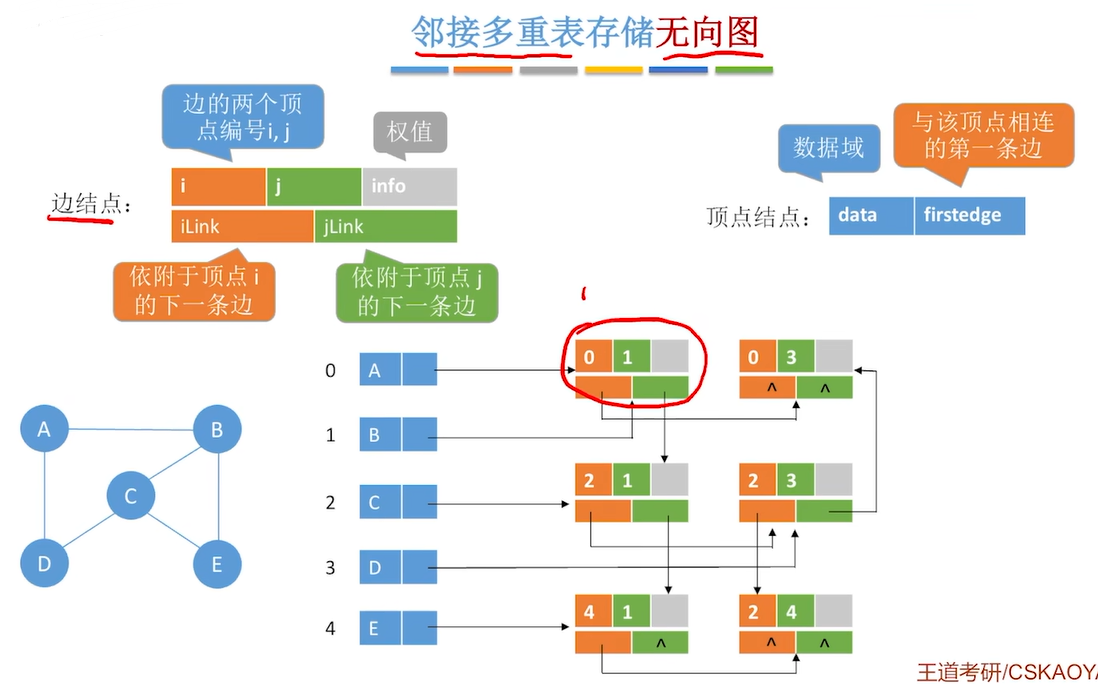 邻接多重表存储无向图
边的两个顶
点编号i, j
权值
数据域
与该顶点相连
的第一条边
边结点：
i j info
iLink jLink
顶点结点：
data firstedge
依附于顶点 i
的下一条边
依附于顶点 j
的下一条边
0 A
0 1
0 3
^ ^
1 B
2 C
2 1
2 3
3 D
4 E
4 1
^
2 4
^ ^
A
B
C
D
E
王道考研/CSKAOYA